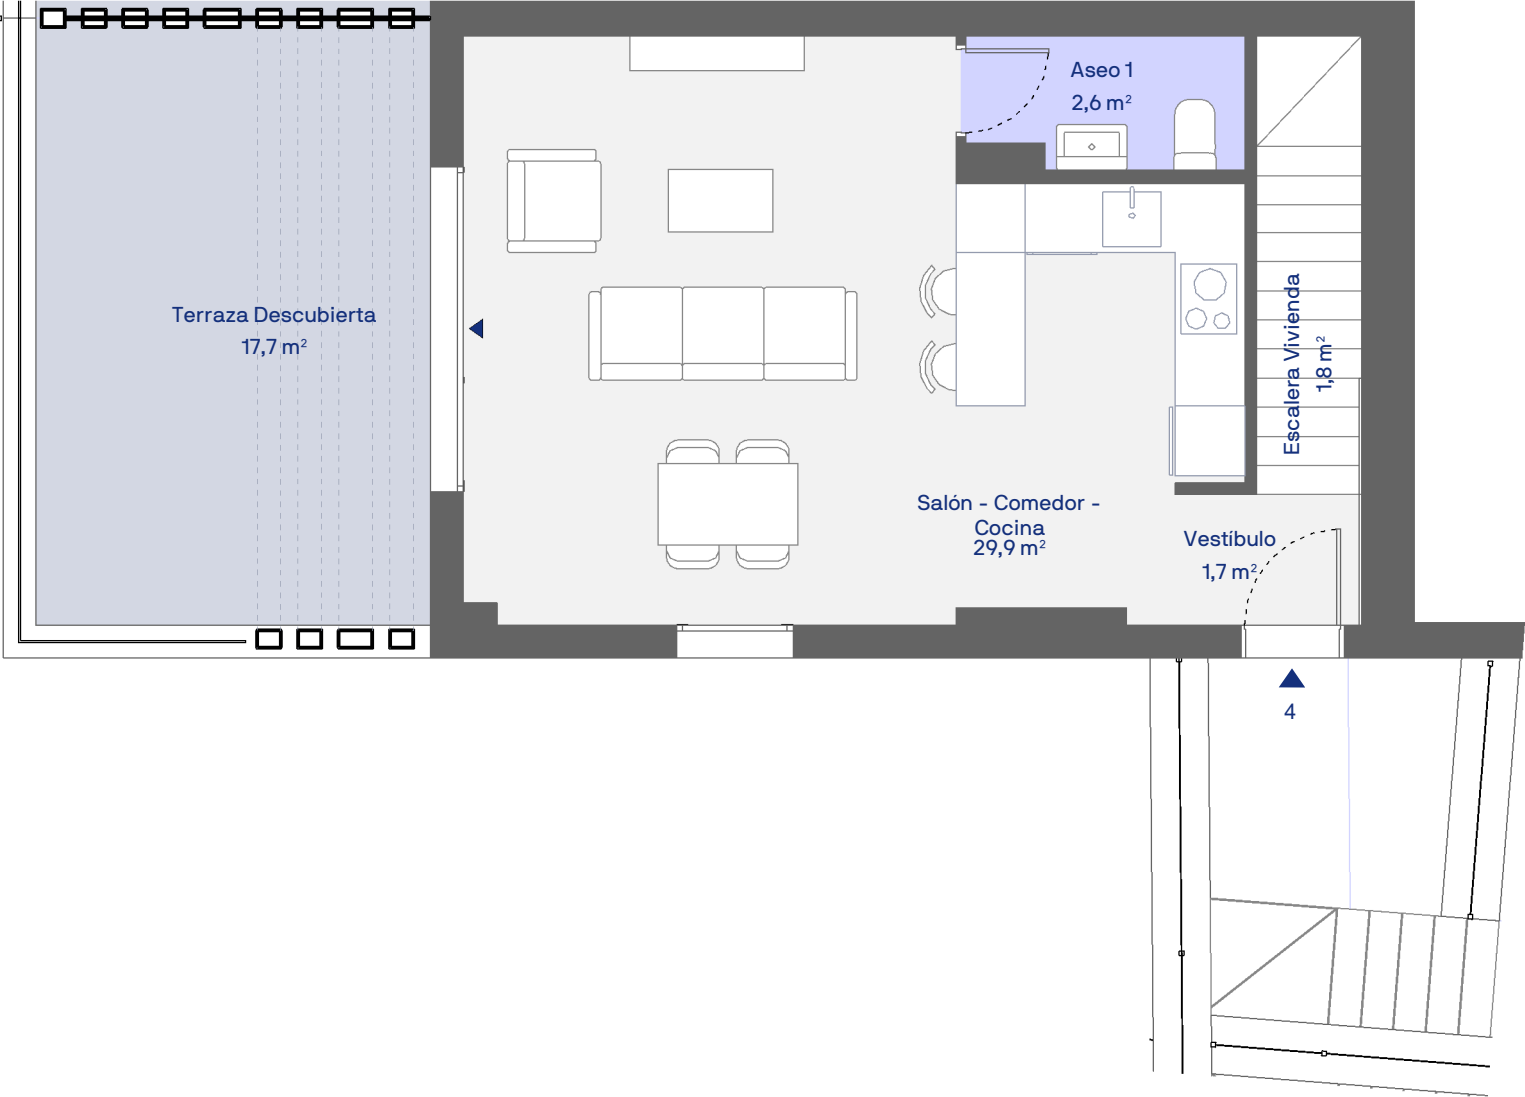 Aseo 1
2,6 m²
Terraza Descubierta
17,7 m²
Escalera Vivienda
1,8 m²
Salón - Comedor -
Cocina
29,9 m²
Vestíbulo
1,7 m²
4